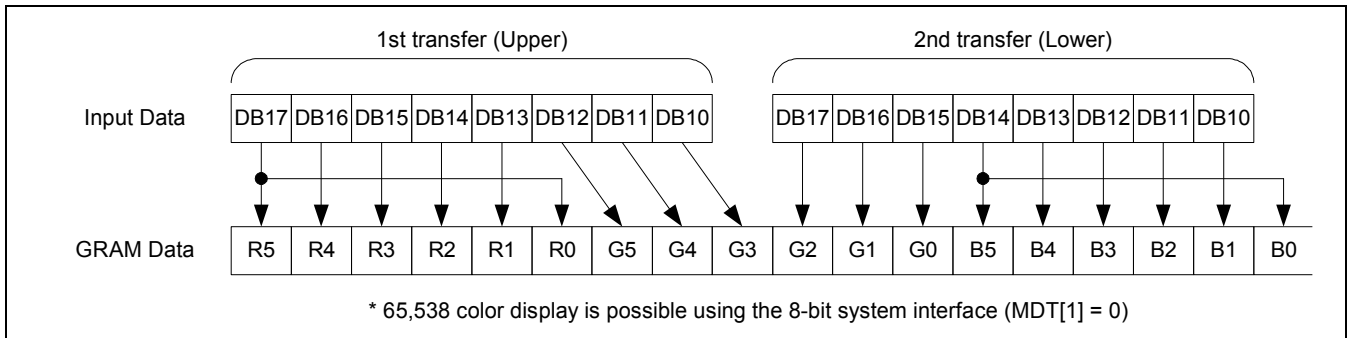 1st transfer (Upper) 2nd transfer (Lower)
Input Data DB17 DB16 DB15 DB14 DB13 DB12 DB11 DB10 DB17 DB16 DB15 DB14 DB13 DB12 DB11 DB10
GRAM Data R5 R4 R3 R2 R1 R0 G5 G4 G3 G2 G1 G0 B5 B4 B3 B2 B1 B0
* 65,538 color display is possible using the 8-bit system interface (MDT[1] = 0)